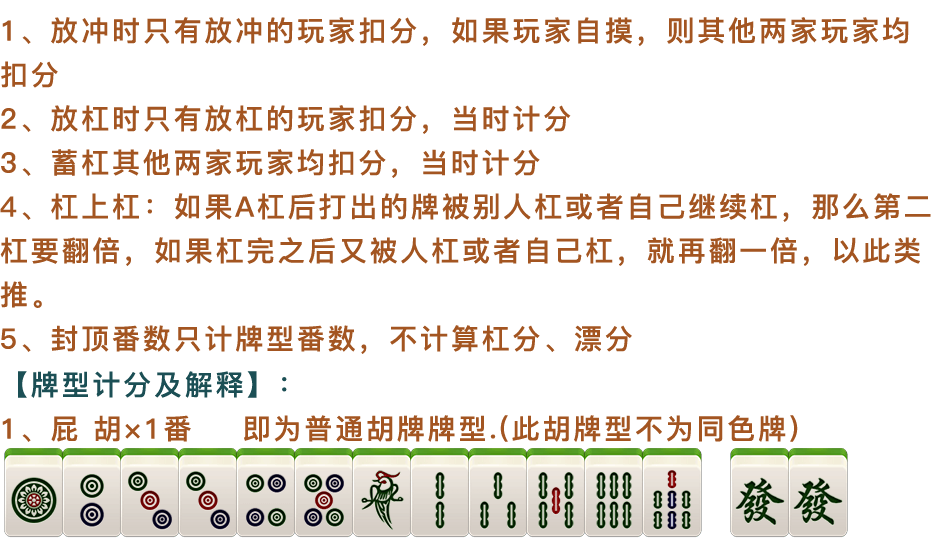 1、放冲时只有放冲的玩家扣分，如果玩家自摸，则其他两家玩家均
扣分
2、放杠时只有放杠的玩家扣分，当时计分
3、蓄杠其他两家玩家均扣分，当时计分
4、杠上杠：如果A杠后打出的牌被别人杠或者自己继续杠，那么第二
杠要翻倍，如果杠完之后又被人杠或者自己杠，就再翻一倍，以此类
推。
5、封顶番数只计牌型番数，不计算杠分、漂分
【牌型计分及解释】：
1、屁 胡×1番 即为普通胡牌牌型.(此胡牌型不为同色牌)
發 發